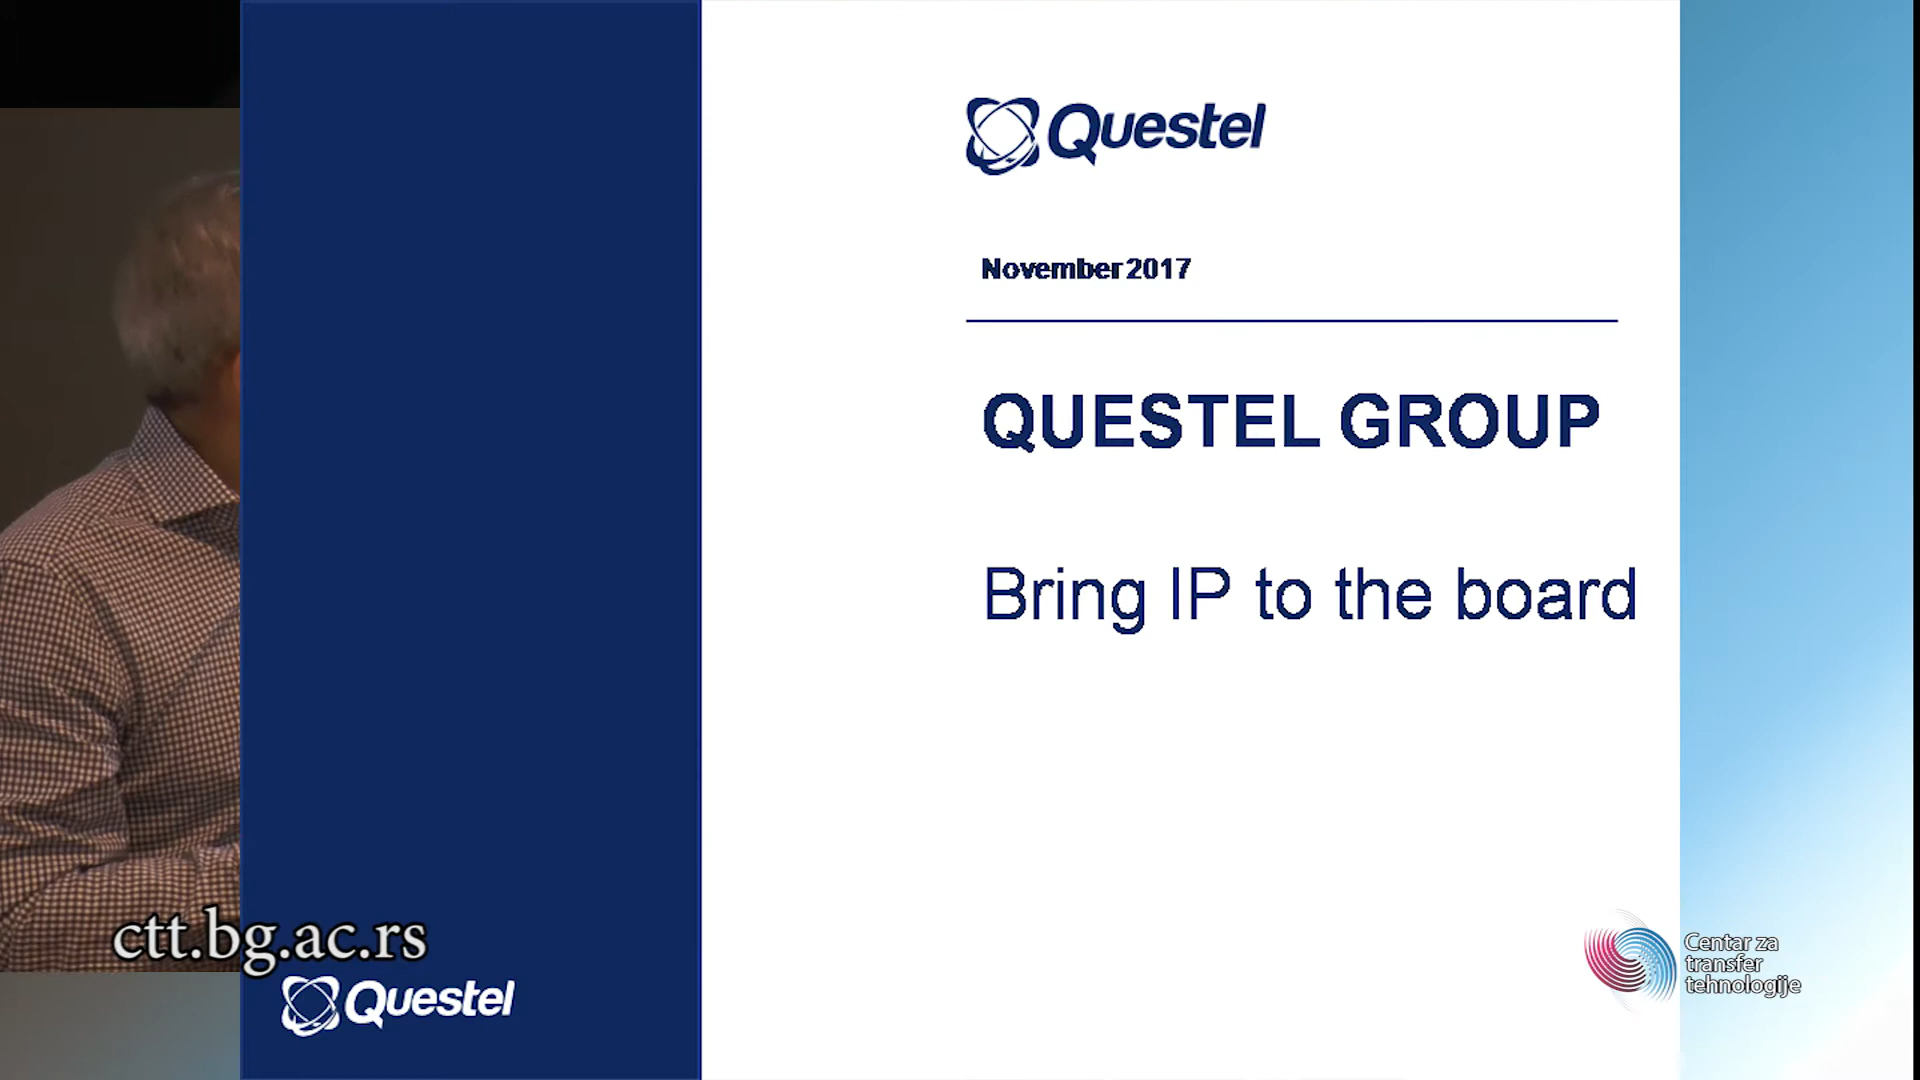 Questel
November 2017
QUESTEL GROUP
Bring IP to the board
ctt.bg.ac.rs
Questel
Centar za
transfer
tehnologije